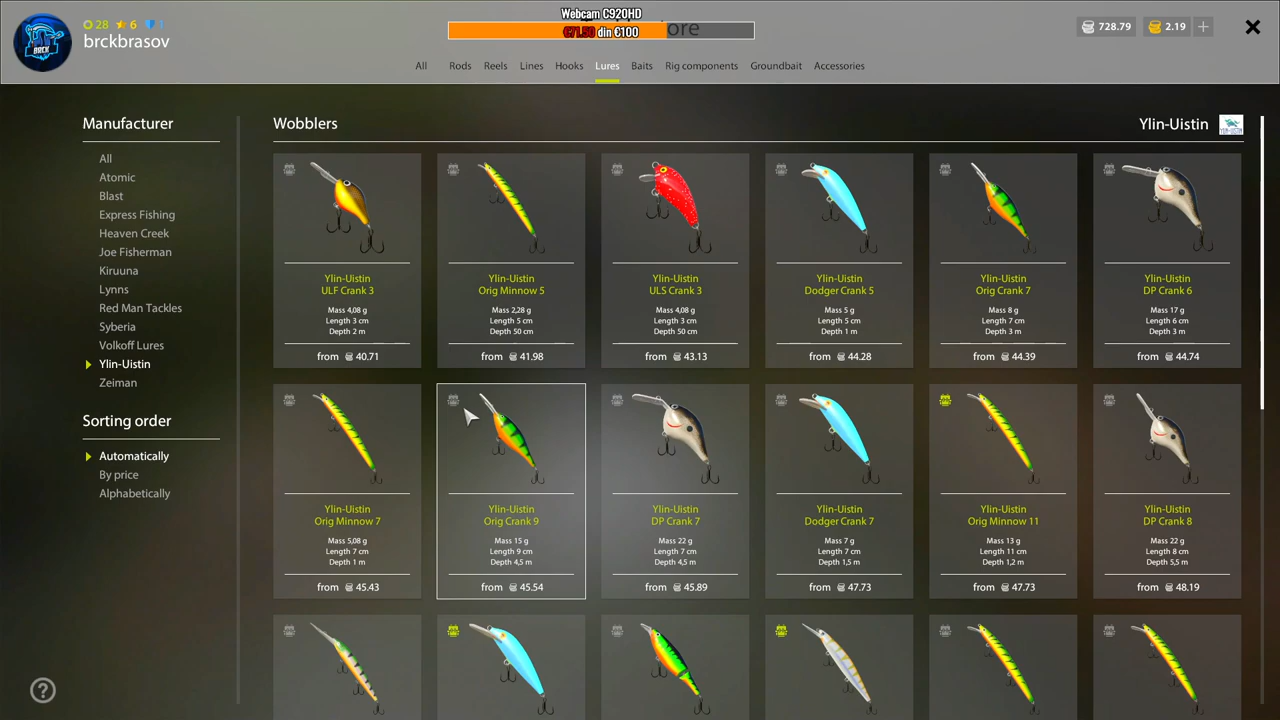 28 6 1
brckbrasov
Webcam C920HD
€71.50 din €100
ore
728.79
2.19 +
All Rods Reels Lines Hooks Lures Baits Rig components Groundbait Accessories
Manufacturer
All
Atomic
Blast
Express Fishing
Heaven Creek
Joe Fisherman
Kiruuna
Lynns
Red Man Tackles
Syberia
Volkoff Lures
Ylin-Uistin
Zeiman
Sorting order
Automatically
By price
Alphabetically
?
Wobblers
Ylin-Uistin
Ylin-Uistin
ULF Crank 3
Mass 4,08 g
Length 3 cm
Depth 2 m
from 40.71
Ylin-Uistin
Orig Minnow 5
Mass 2,28 g
Length 5 cm
Depth 50 cm
from 41.98
Ylin-Uistin
ULS Crank 3
Mass 4,08 g
Length 3 cm
Depth 50 cm
from 43.13
Ylin-Uistin
Dodger Crank 5
Mass 5 g
Length 5 cm
Depth 1 m
from 44.28
Ylin-Uistin
Orig Crank 7
Mass 8 g
Length 7 cm
Depth 3 m
from 44.39
Ylin-Uistin
DP Crank 6
Mass 17 g
Length 6 cm
Depth 3 m
from 44.74
Ylin-Uistin
Orig Minnow 7
Mass 5,08 g
Length 7 cm
Depth 1 m
from 45.43
Ylin-Uistin
Orig Crank 9
Mass 15 g
Length 9 cm
Depth 4,5 m
from 45.54
Ylin-Uistin
DP Crank 7
Mass 22 g
Length 7 cm
Depth 4,5 m
from 45.89
Ylin-Uistin
Dodger Crank 7
Mass 7 g
Length 7 cm
Depth 1,5 m
from 47.73
Ylin-Uistin
Orig Minnow 11
Mass 13 g
Length 11 cm
Depth 1,2 m
from 47.73
Ylin-Uistin
DP Crank 8
Mass 22 g
Length 8 cm
Depth 5,5 m
from 48.19